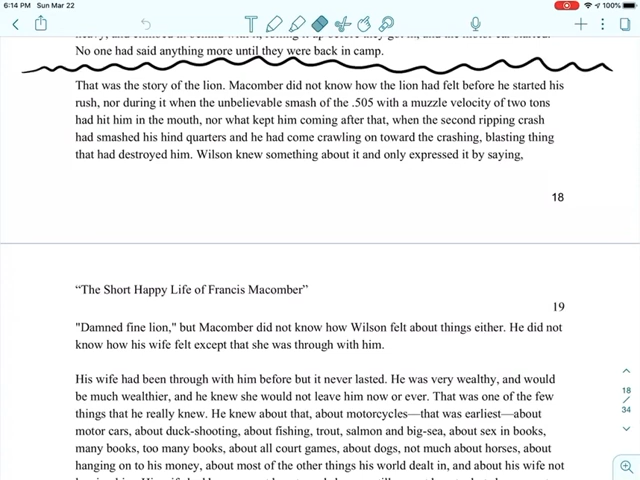 6:14 PM Sun Mar 22
100%
No one had said anything more until they were back in camp.
That was the story of the lion. Macomber did not know how the lion had felt before he started his
rush, nor during it when the unbelievable smash of the .505 with a muzzle velocity of two tons
had hit him in the mouth, nor what kept him coming after that, when the second ripping crash
had smashed his hind quarters and he had come crawling on toward the crashing, blasting thing
that had destroyed him. Wilson knew something about it and only expressed it by saying,
18
“The Short Happy Life of Francis Macomber”
19
"Damned fine lion," but Macomber did not know how Wilson felt about things either. He did not
know how his wife felt except that she was through with him.
His wife had been through with him before but it never lasted. He was very wealthy, and would
be much wealthier, and he knew she would not leave him now or ever. That was one of the few
things that he really knew. He knew about that, about motorcycles—that was earliest—about
motor cars, about duck-shooting, about fishing, trout, salmon and big-sea, about sex in books,
many books, too many books, about all court games, about dogs, not much about horses, about
hanging on to his money, about most of the other things his world dealt in, and about his wife not
18
/
34